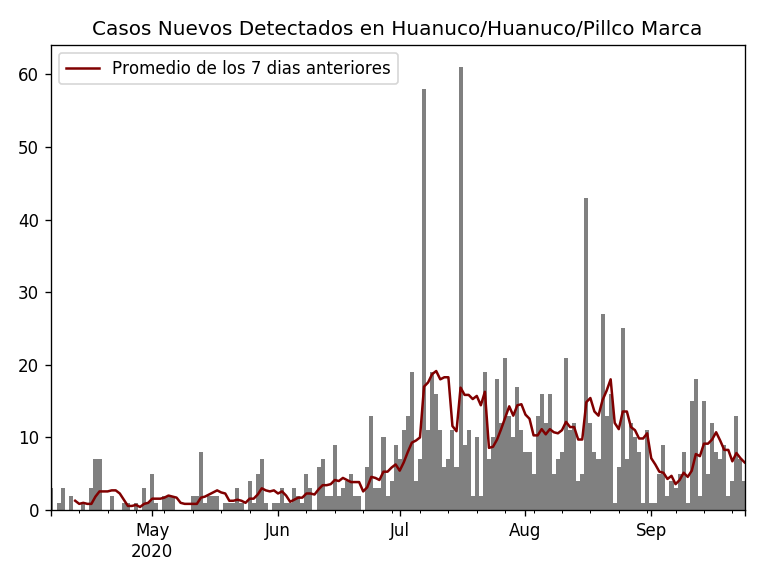 Casos Nuevos Detectados en Huanuco/Huanuco/Pillco Marca
Promedio de los 7 dias anteriores
60
50
40
30
20
10
0
May Jun Jul Aug Sep
2020